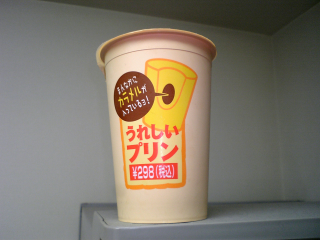 まんなかに
カラメルが
入っているヨ!
うれしい
プリン
¥298(税込)